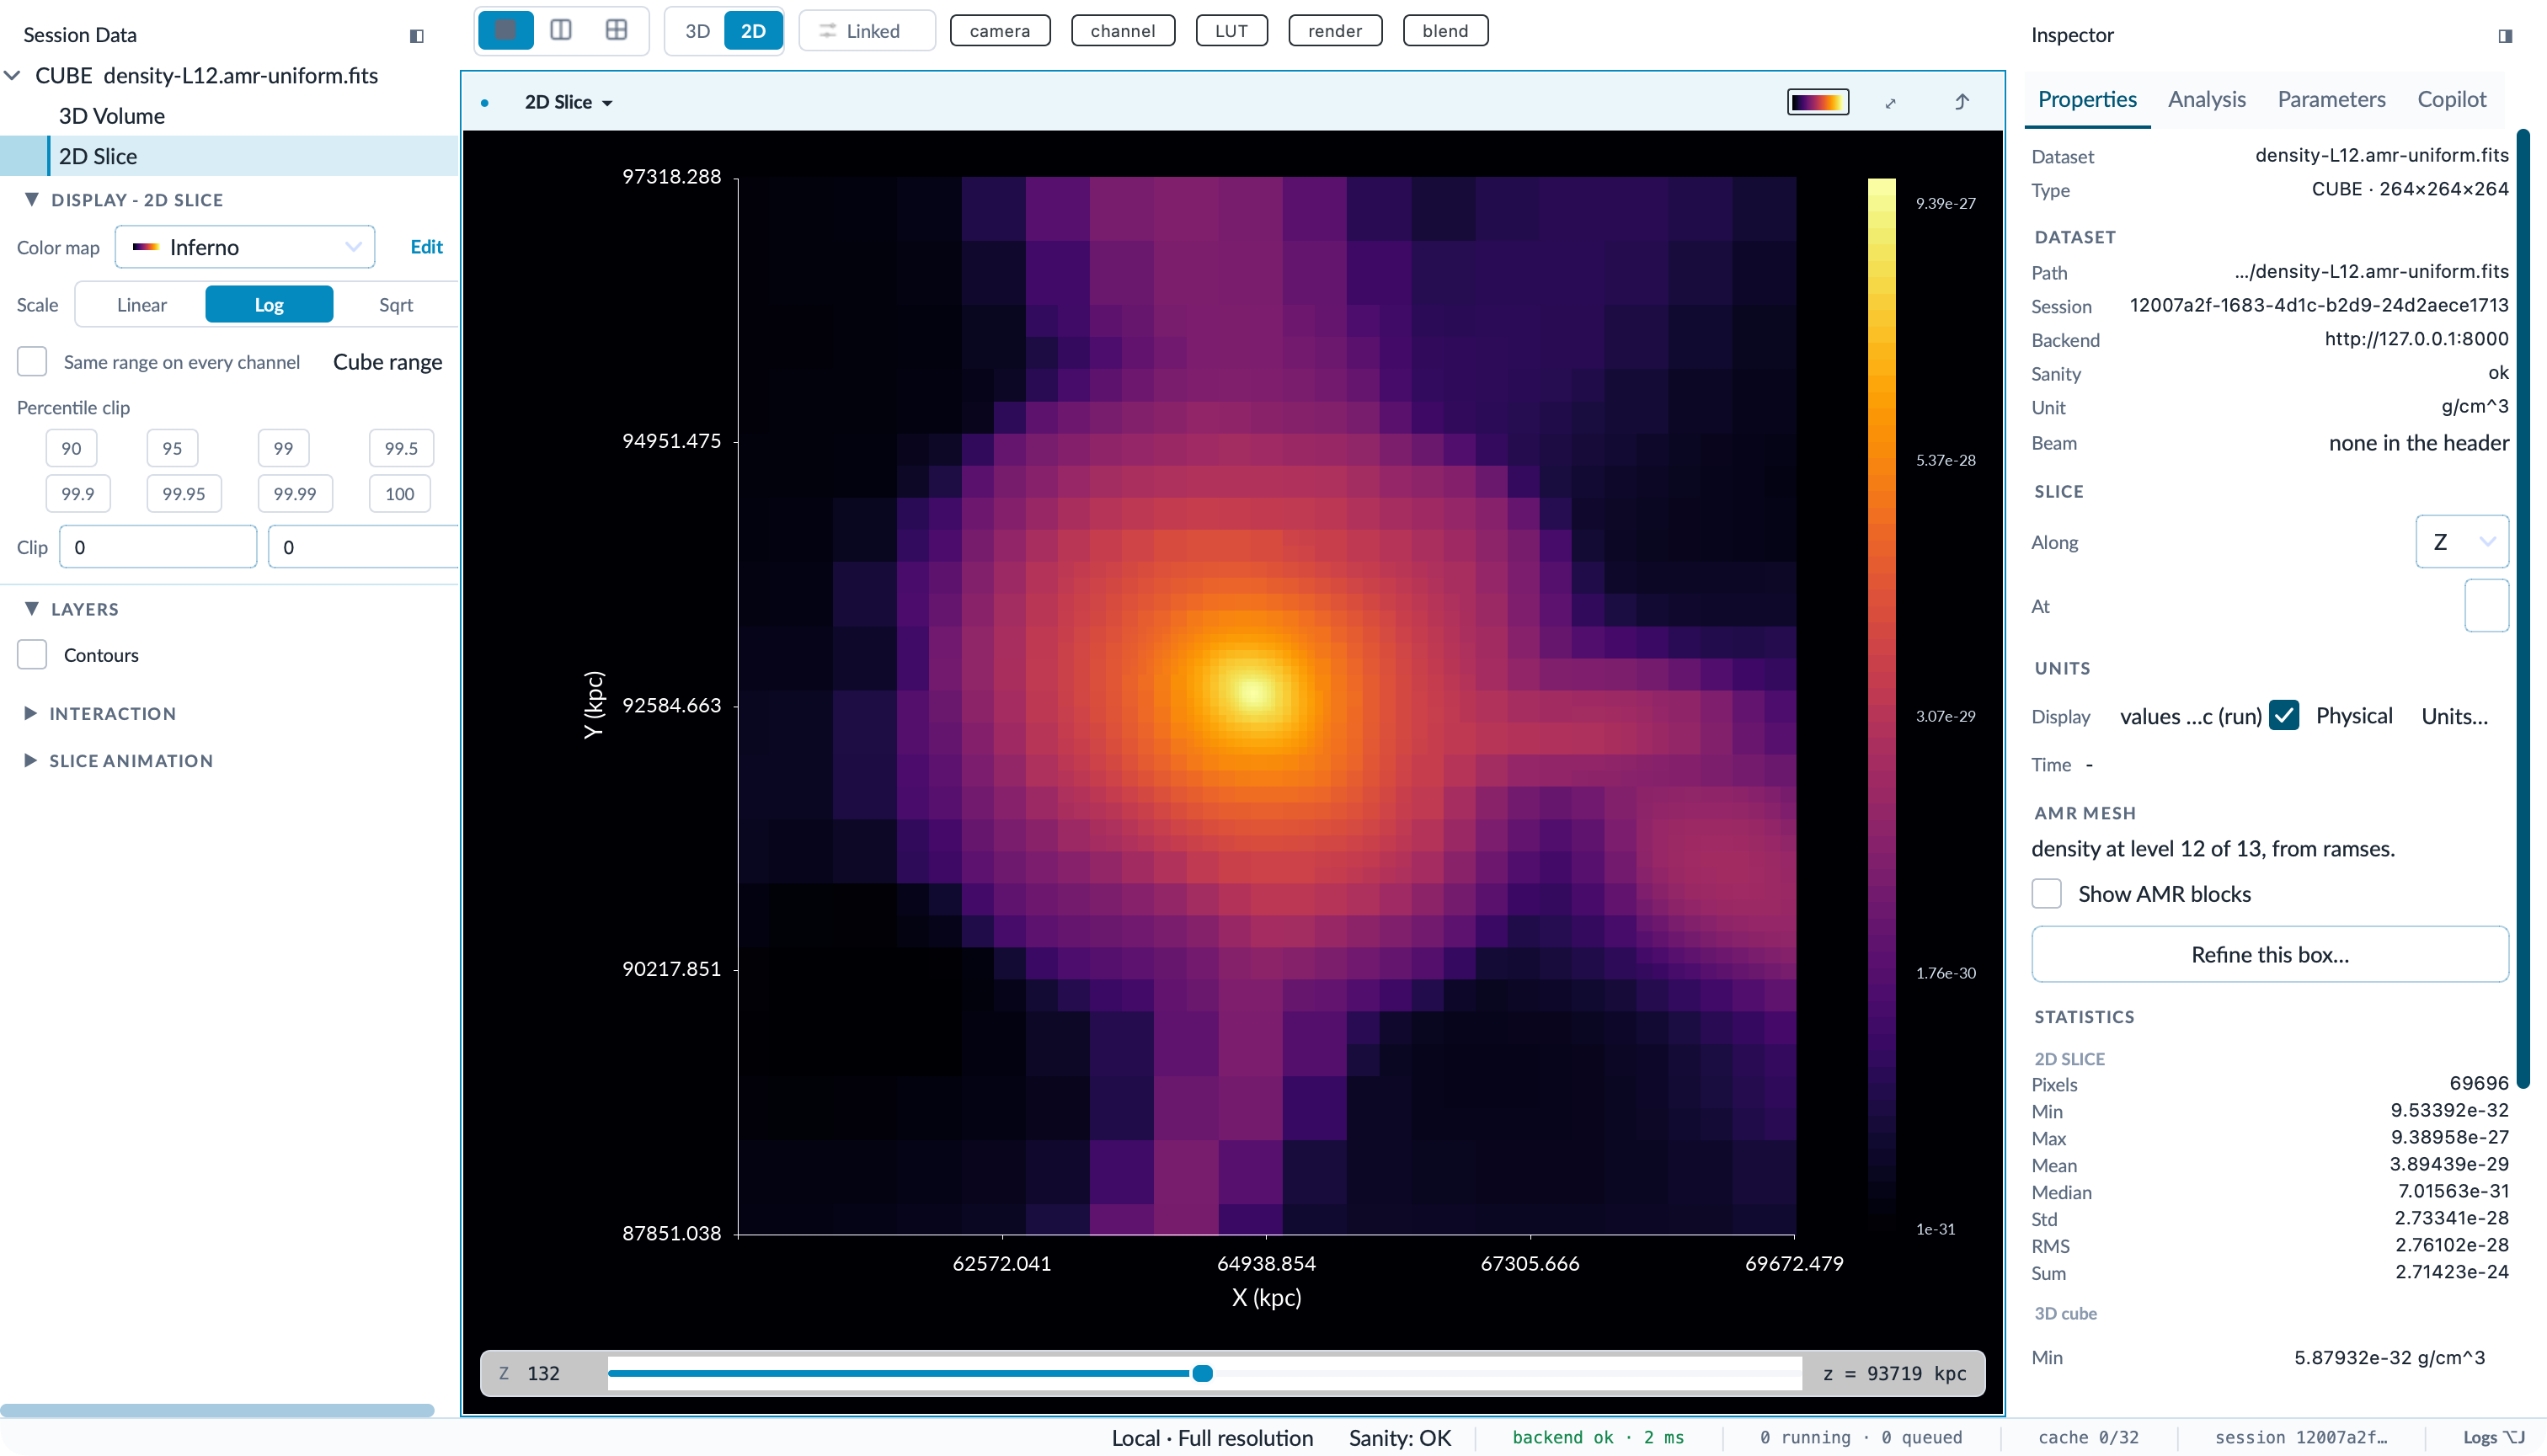 Session Data
CUBE density-L12.amr-uniform.fits
3D Volume
2D Slice
DISPLAY - 2D SLICE
Color map Inferno Edit
Scale Linear Log Sqrt
Same range on every channel Cube range
Percentile clip
90 95 99 99.5
99.9 99.95 99.99 100
Clip 0 0
LAYERS
Contours
INTERACTION
SLICE ANIMATION
3D 2D Linked camera channel LUT render blend
2D Slice
97318.288
94951.475
92584.663
90217.851
87851.038
Y (kpc)
62572.041 64938.854 67305.666 69672.479
X (kpc)
9.39e-27
5.37e-28
3.07e-29
1.76e-30
1e-31
Z 132 z = 93719 kpc
Inspector
Properties Analysis Parameters Copilot
Dataset density-L12.amr-uniform.fits
Type CUBE · 264×264×264
DATASET
Path .../density-L12.amr-uniform.fits
Session 12007a2f-1683-4d1c-b2d9-24d2aece1713
Backend http://127.0.0.1:8000
Sanity ok
Unit g/cm^3
Beam none in the header
SLICE
Along Z
At
UNITS
Display values ...c (run) Physical Units...
Time -
AMR MESH
density at level 12 of 13, from ramses.
Show AMR blocks
Refine this box...
STATISTICS
2D SLICE
Pixels 69696
Min 9.53392e-32
Max 9.38958e-27
Mean 3.89439e-29
Median 7.01563e-31
Std 2.73341e-28
RMS 2.76102e-28
Sum 2.71423e-24
3D cube
Min 5.87932e-32 g/cm^3
Local · Full resolution Sanity: OK backend ok · 2 ms 0 running · 0 queued cache 0/32 session 12007a2f… Logs ⌥J